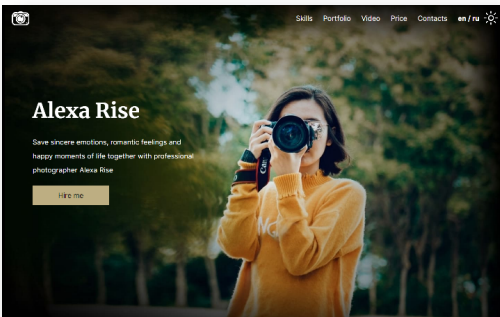 Skills Portfolio Video Price Contacts en / ru
Alexa Rise
Save sincere emotions, romantic feelings and
happy moments of life together with professional
photographer Alexa Rise
Hire me